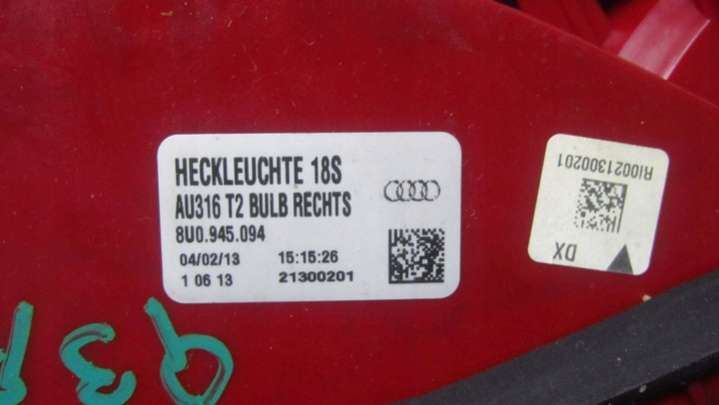 HECKLEUCHTE 18S
AU316 T2 BULB RECHTS
8U0.945.094
04/02/13 15:15:26
1 06 13 21300201
RI0021300201
DX